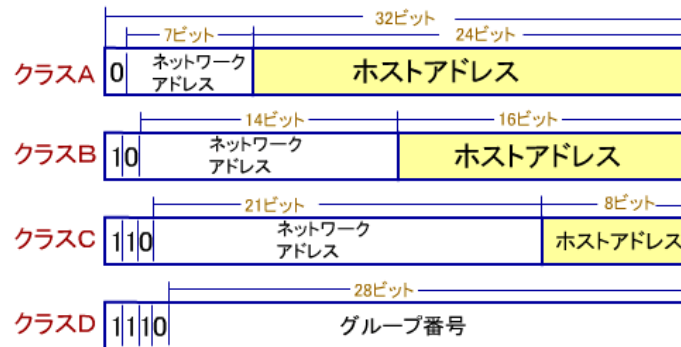 32ビット
7ビット
24ビット
クラスA
0
ネットワーク
アドレス
ホストアドレス
14ビット
16ビット
クラスB
10
ネットワーク
アドレス
ホストアドレス
21ビット
8ビット
クラスC
110
ネットワーク
アドレス
ホストアドレス
28ビット
クラスD
1110
グループ番号